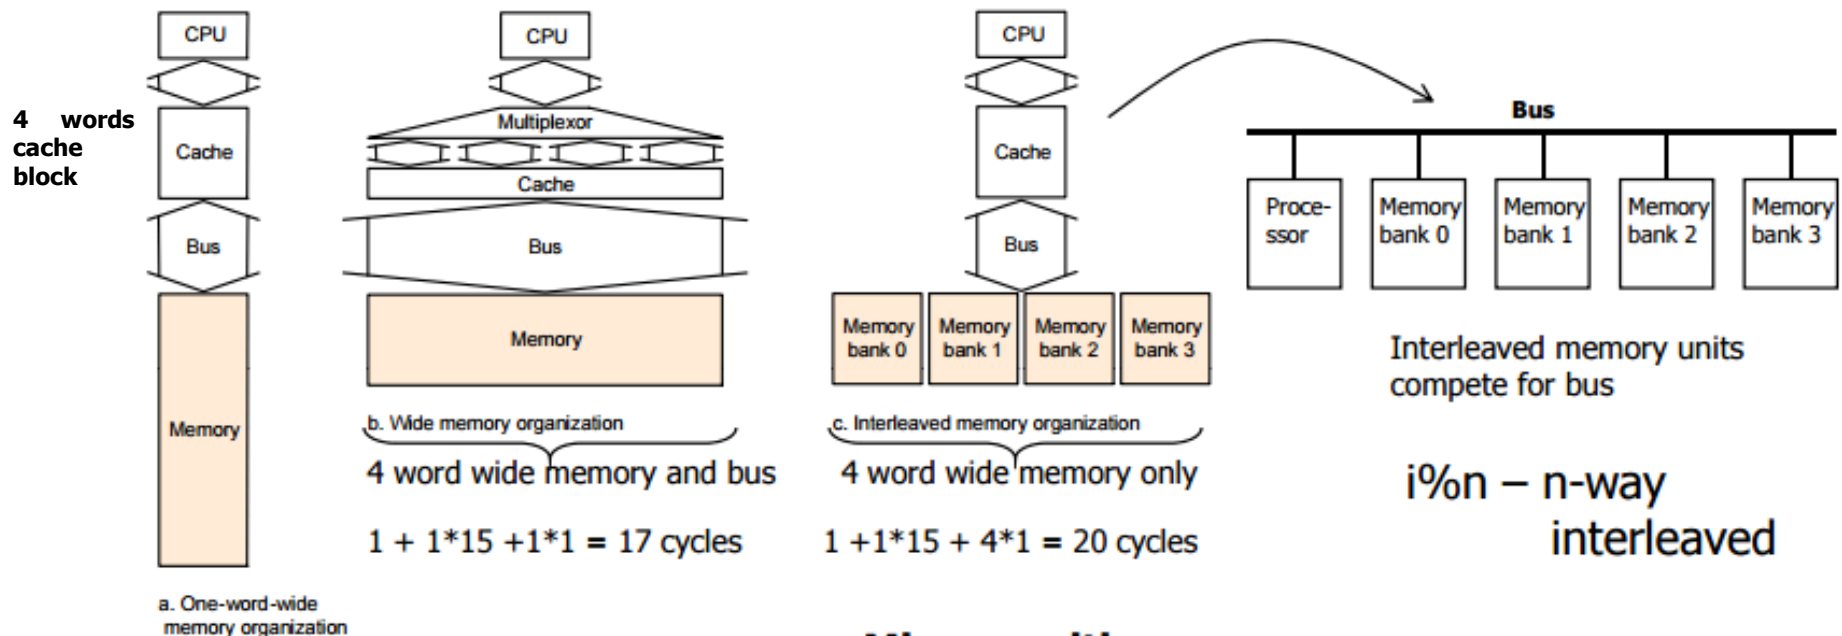 4 words
cache
block
CPU
Cache
Bus
Memory
a. One-word-wide
memory organization
CPU
Multiplexor
Cache
Bus
Memory
b. Wide memory organization
4 word wide memory and bus
1 + 1*15 +1*1 = 17 cycles
CPU
Cache
Bus
Memory
bank 0
Memory
bank 1
Memory
bank 2
Memory
bank 3
c. Interleaved memory organization
4 word wide memory only
1 +1*15 + 4*1 = 20 cycles
Bus
Proce-
ssor
Memory
bank 0
Memory
bank 1
Memory
bank 2
Memory
bank 3
Interleaved memory units
compete for bus
i%n – n-way
interleaved